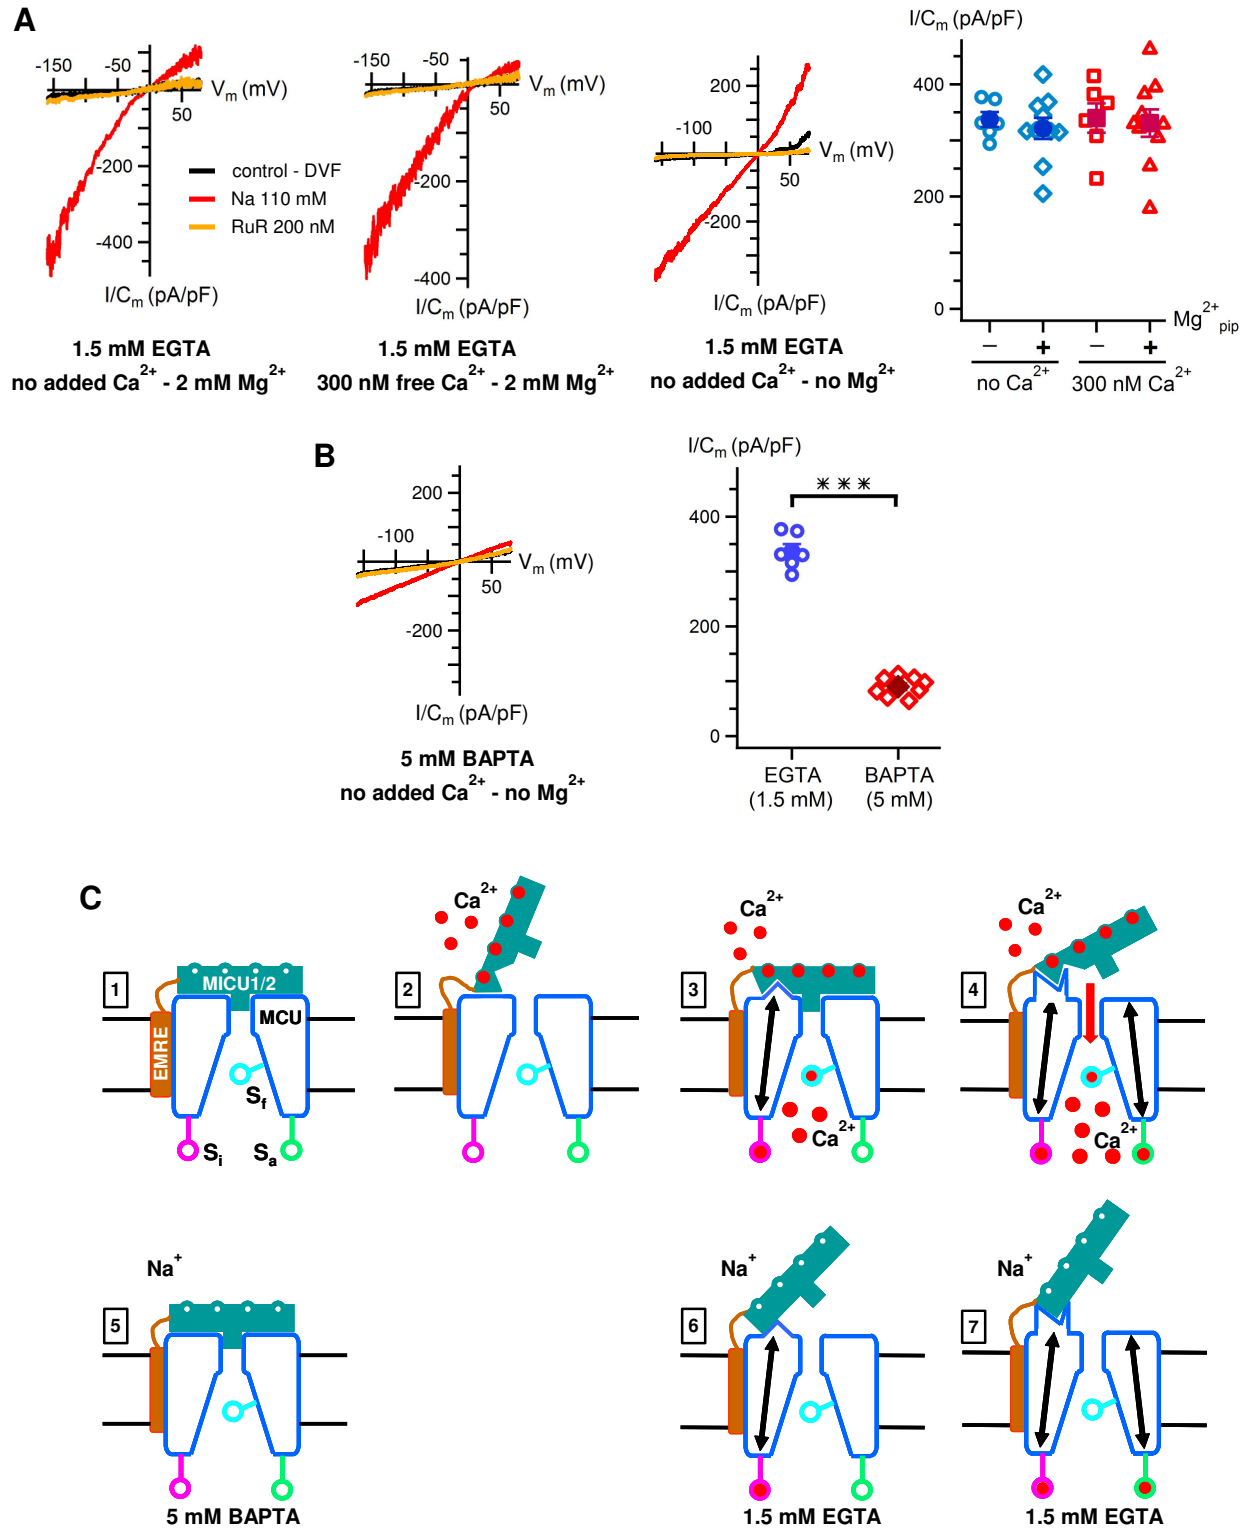 A
I/Cm (pA/pF)
-150
-50
Vm (mV)
50
-200
-400
I/Cm (pA/pF)
control - DVF
Na 110 mM
RuR 200 nM
1.5 mM EGTA
no added Ca2+ - 2 mM Mg2+
-150
-50
Vm (mV)
50
-200
-400
I/Cm (pA/pF)
1.5 mM EGTA
300 nM free Ca2+ - 2 mM Mg2+
200
-100
Vm (mV)
50
-200
I/Cm (pA/pF)
1.5 mM EGTA
no added Ca2+ - no Mg2+
400
200
0
Mg2+pip
– + – +
no Ca2+ 300 nM Ca2+
B
200
-100
Vm (mV)
50
-200
I/Cm (pA/pF)
5 mM BAPTA
no added Ca2+ - no Mg2+
I/Cm (pA/pF)
***
400
200
0
EGTA BAPTA
(1.5 mM) (5 mM)
C
1
MICU1/2
MCU
EMRE
Sf
Si
Sa
2
Ca2+
3
Ca2+
Ca2+
4
Ca2+
Ca2+
5
Na+
5 mM BAPTA
6
Na+
1.5 mM EGTA
7
Na+
1.5 mM EGTA